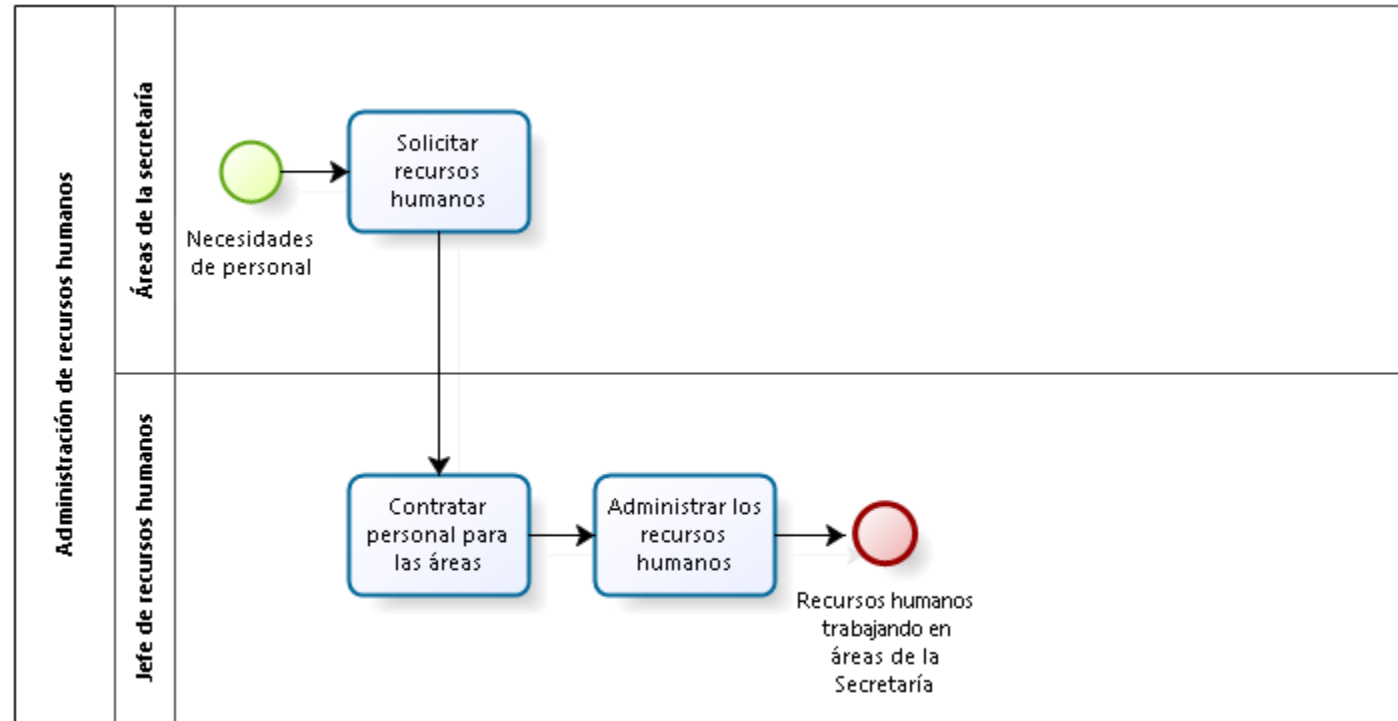 Administración de recursos humanos
Áreas de la secretaría
Necesidades
de personal
Solicitar
recursos
humanos
Jefe de recursos humanos
Contratar
personal para
las áreas
Administrar los
recursos
humanos
Recursos humanos
trabajando en
áreas de la
Secretaría